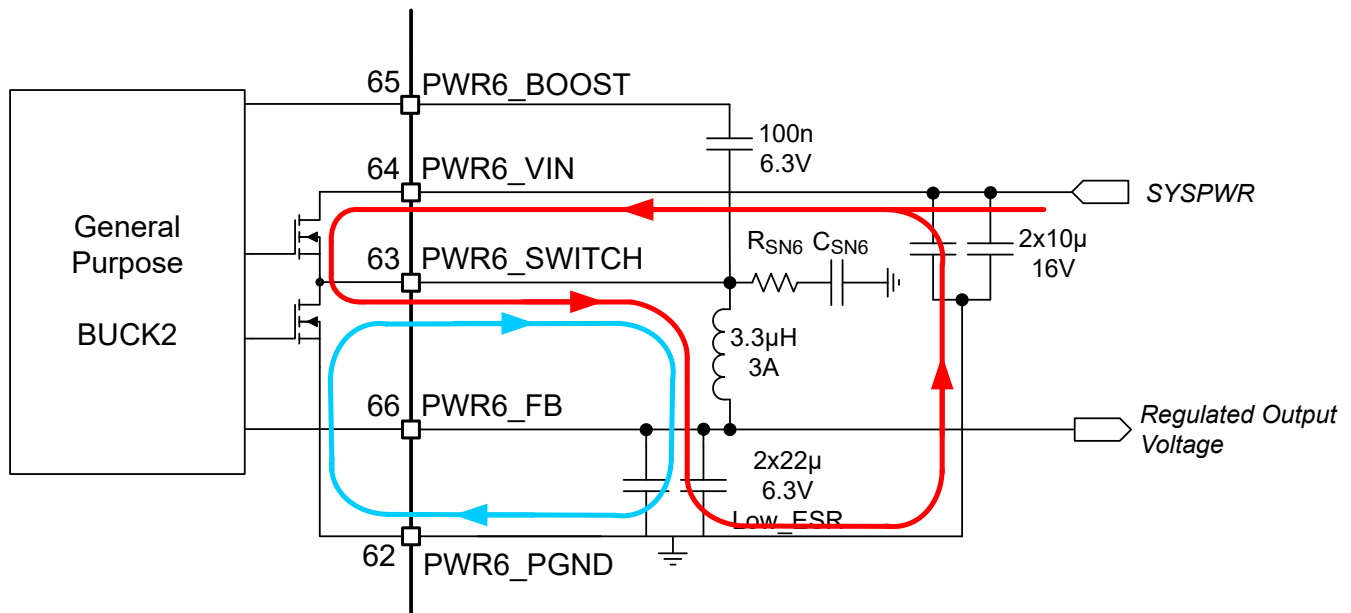 65 PWR6_BOOST
100n
6.3V
64 PWR6_VIN
SYSPWR
General
Purpose
BUCK2
63 PWR6_SWITCH
RSN6 CSN6
2x10µ
16V
3.3µH
3A
66 PWR6_FB
Regulated Output
Voltage
2x22µ
6.3V
Low_ESR
62 PWR6_PGND